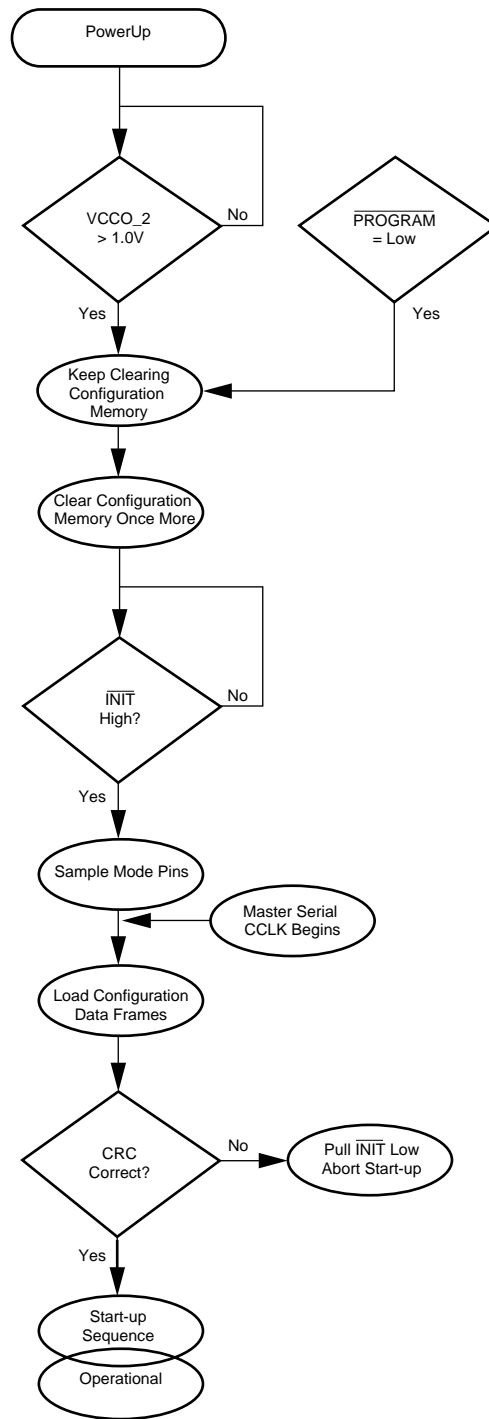 PowerUp
VCCO_2
> 1.0V
No
PROGRAM
= Low
Yes
Yes
Keep Clearing
Configuration
Memory
Clear Configuration
Memory Once More
INIT
High?
No
Yes
Sample Mode Pins
Master Serial
CCLK Begins
Load Configuration
Data Frames
CRC
Correct?
No
Pull INIT Low
Abort Start-up
Yes
Start-up
Sequence
Operational